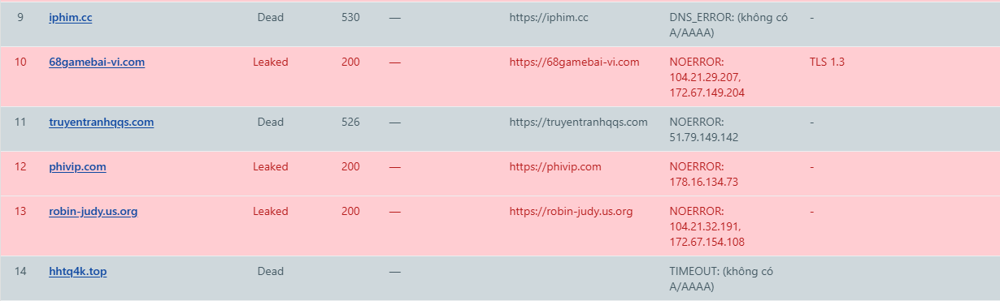 9 iphim.cc Dead 530 — https://iphim.cc DNS_ERROR: (không có -
A/AAAA)
10 68gamebai-vi.com Leaked 200 — https://68gamebai-vi.com NOERROR: TLS 1.3
104.21.29.207,
172.67.149.204
11 truyentranhqqs.com Dead 526 — https://truyentranhqqs.com NOERROR: -
51.79.149.142
12 phivip.com Leaked 200 — https://phivip.com NOERROR: -
178.16.134.73
13 robin-judy.us.org Leaked 200 — https://robin-judy.us.org NOERROR: -
104.21.32.191,
172.67.154.108
14 hhtq4k.top Dead — TIMEOUT: (không có
A/AAAA)